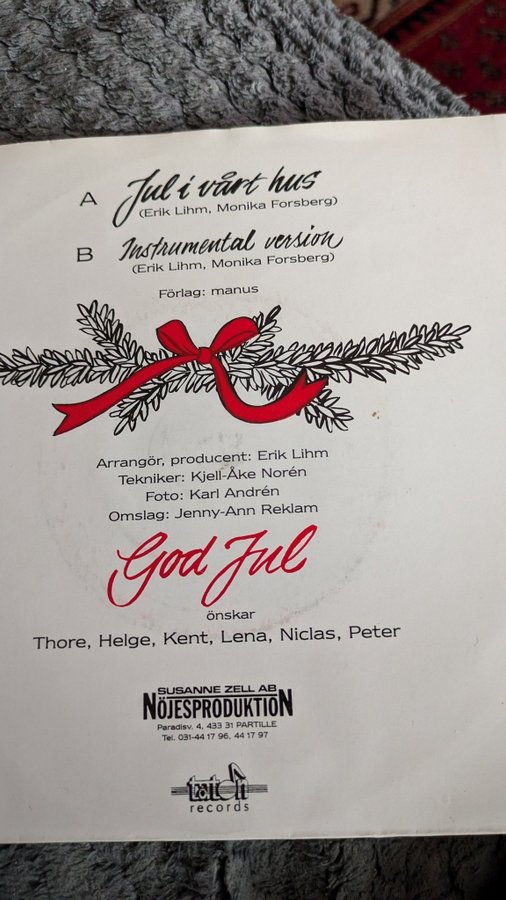 A Jul i vårt hus
(Erik Lihm, Monika Forsberg)
B Instrumental version
(Erik Lihm, Monika Forsberg)
Förlag: manus
Arrangör, producent: Erik Lihm
Tekniker: Kjell-Åke Norén
Foto: Karl Andrén
Omslag: Jenny-Ann Reklam
God Jul
önskar
Thore, Helge, Kent, Lena, Niclas, Peter
SUSANNE ZELL AB
NÖJESPRODUKTION
Paradisv. 4, 433 31 PARTILLE
Tel. 031-44 17 96, 44 17 97
records